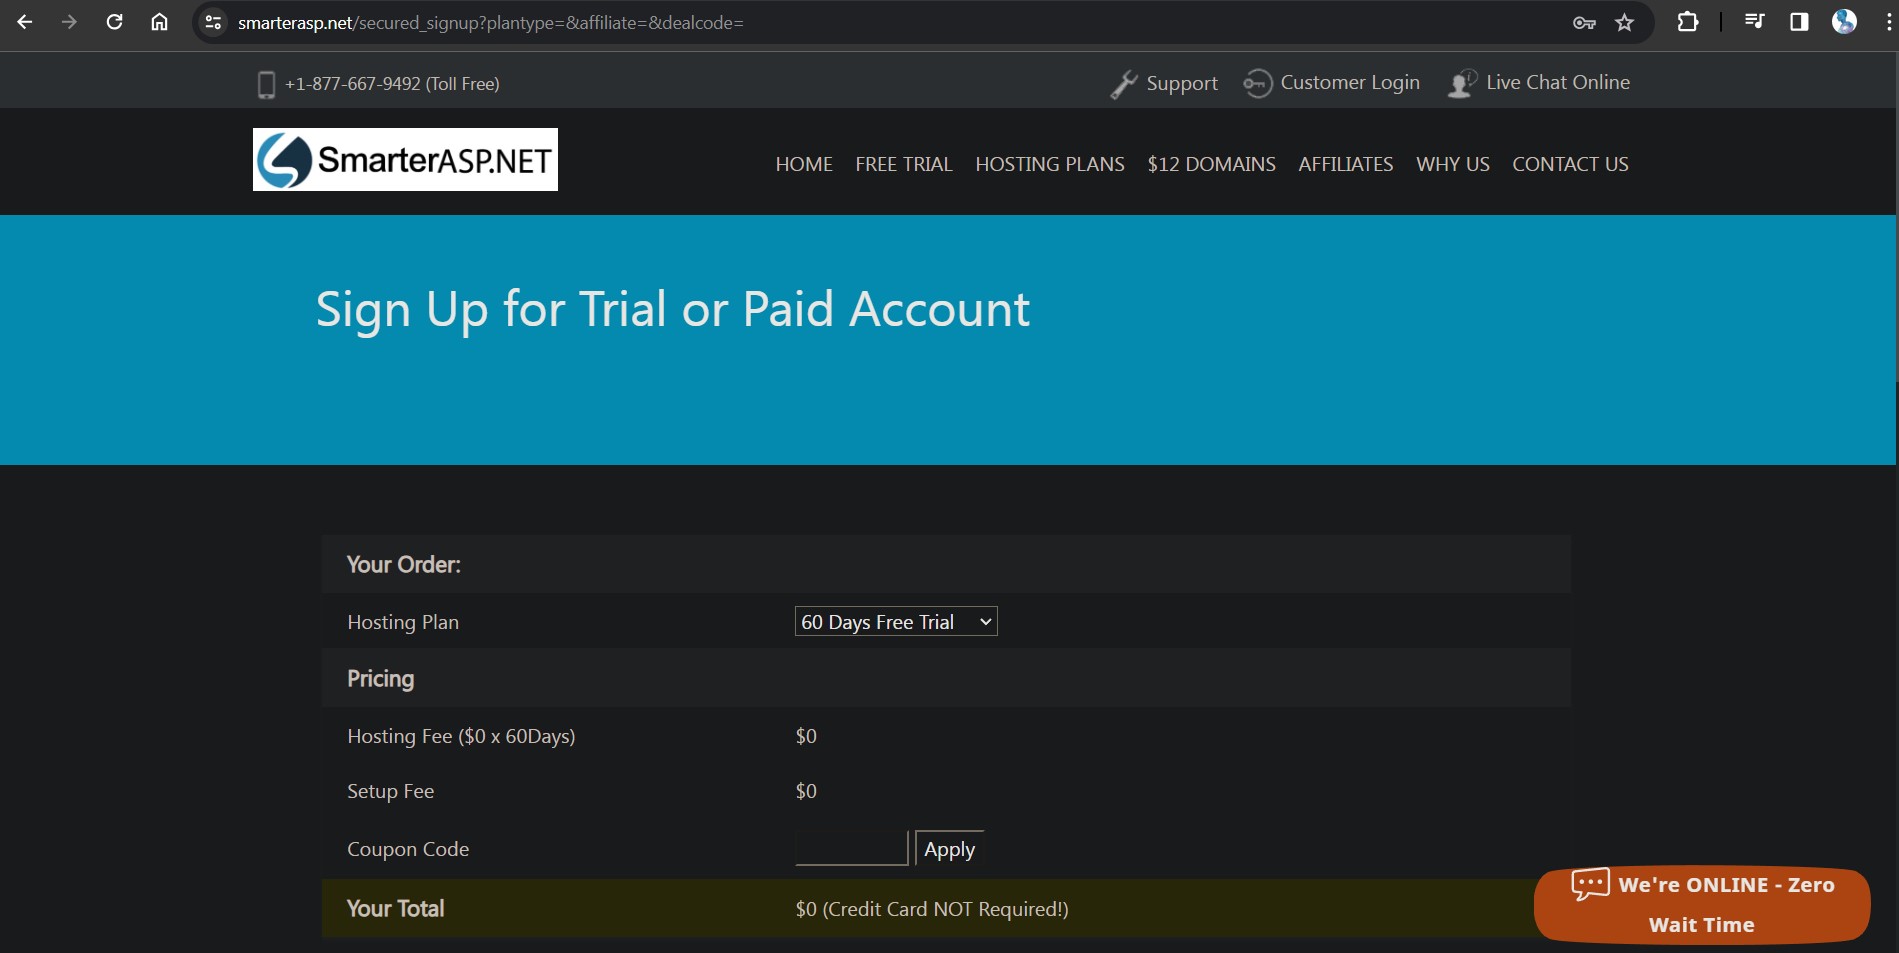 smarterasp.net/secured_signup?plantype=&affiliate=&dealcode=
+1-877-667-9492 (Toll Free)
Support
Customer Login
Live Chat Online
SmarterASP.NET
HOME
FREE TRIAL
HOSTING PLANS
$12 DOMAINS
AFFILIATES
WHY US
CONTACT US
Sign Up for Trial or Paid Account
Your Order:
Hosting Plan
60 Days Free Trial
Pricing
Hosting Fee ($0 x 60Days)
$0
Setup Fee
$0
Coupon Code
Apply
Your Total
$0 (Credit Card NOT Required!)
We're ONLINE - Zero
Wait Time